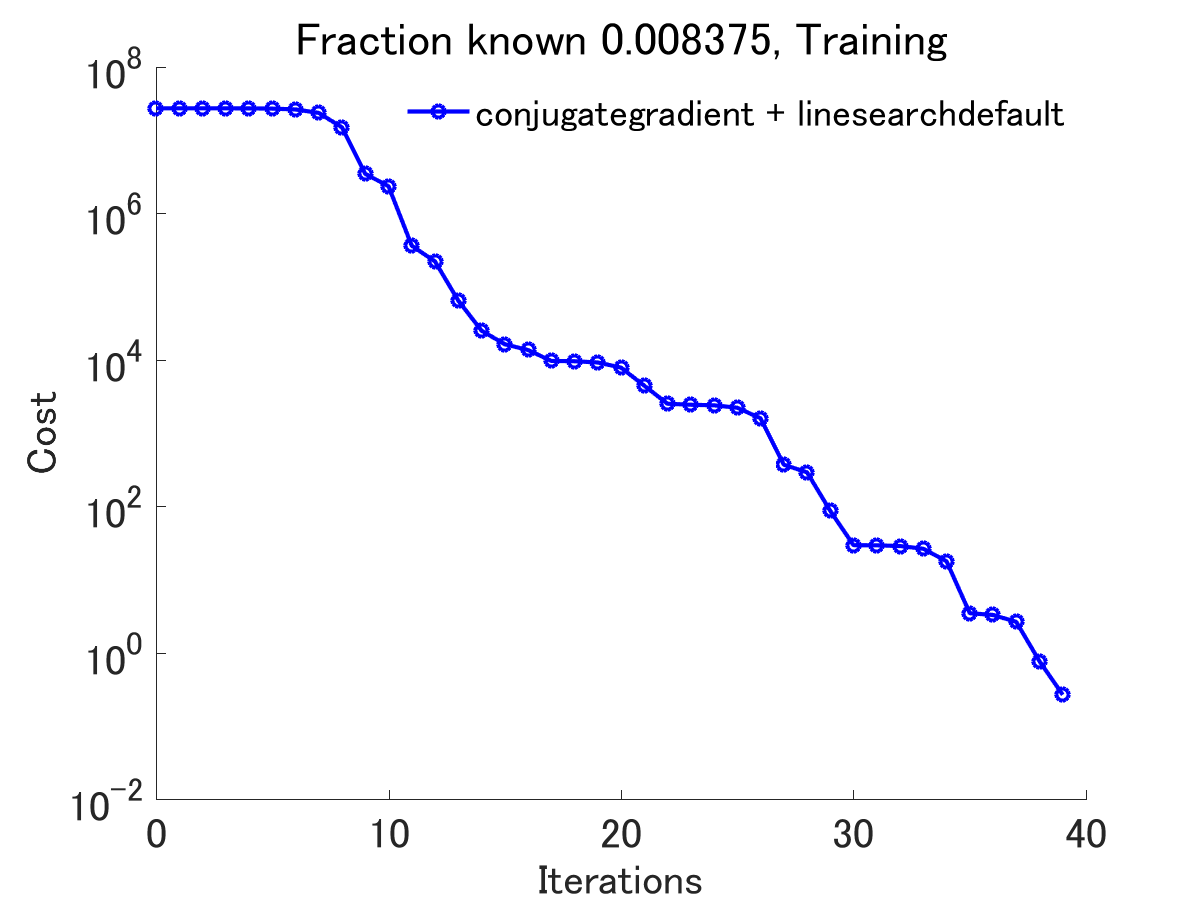 Fraction known 0.008375, Training
conjugategradient + linesearchdefault
10^8
10^6
10^4
10^2
10^0
10^-2
Cost
0 10 20 30 40
Iterations